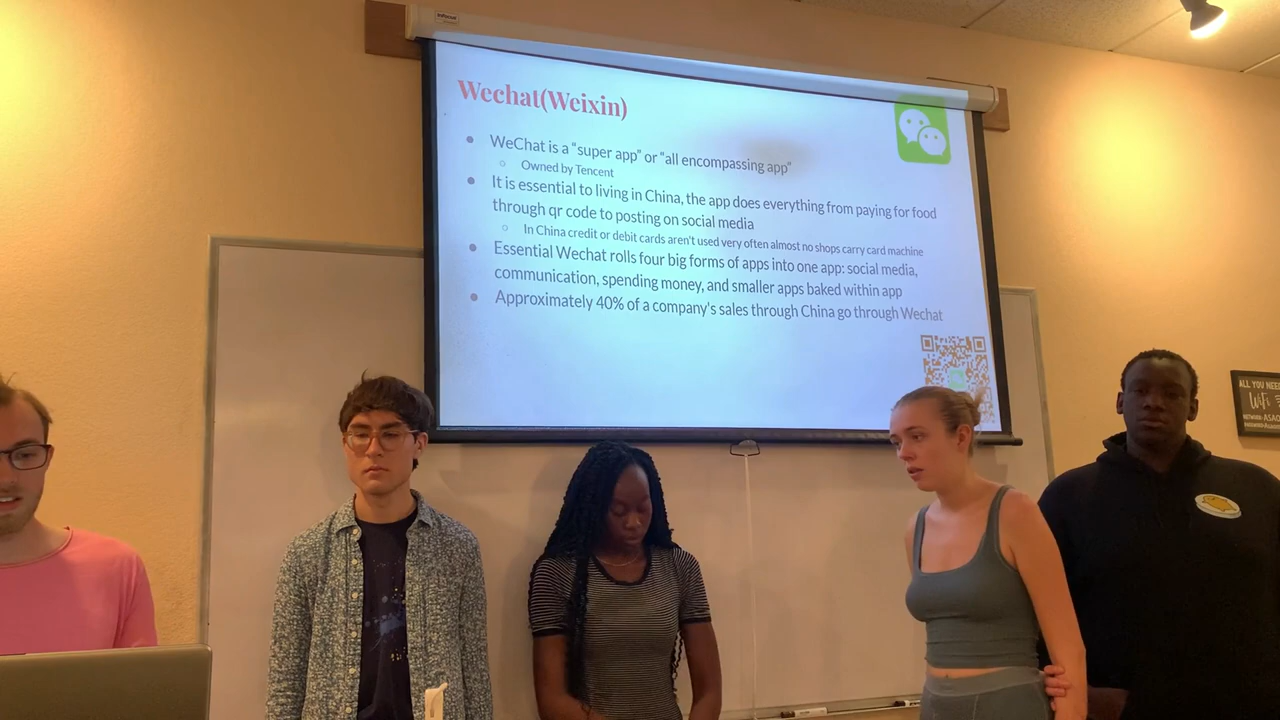 InFocus
Wechat(Weixin)
WeChat is a “super app” or “all encompassing app”
Owned by Tencent
It is essential to living in China, the app does everything from paying for food
through qr code to posting on social media
In China credit or debit cards aren't used very often almost no shops carry card machine
Essential Wechat rolls four big forms of apps into one app: social media,
communication, spending money, and smaller apps baked within app
Approximately 40% of a company's sales through China go through Wechat
ALL YOU NEED
Wifi